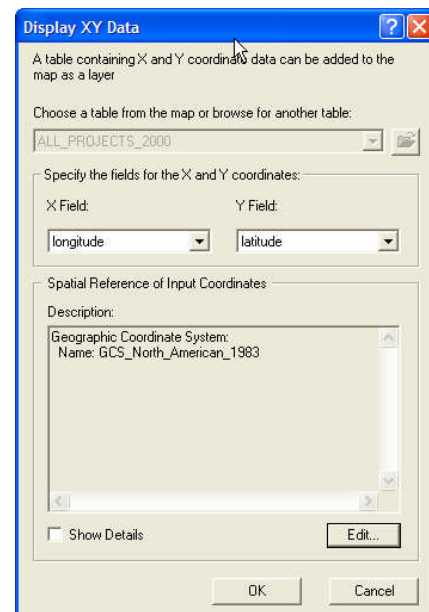 Display XY Data
A table containing X and Y coordinate data can be added to the
map as a layer
Choose a table from the map or browse for another table:
ALL_PROJECTS_2000
Specify the fields for the X and Y coordinates:
X Field: Y Field:
longitude latitude
Spatial Reference of Input Coordinates
Description:
Geographic Coordinate System:
Name: GCS_North_American_1983
Show Details Edit...
OK Cancel